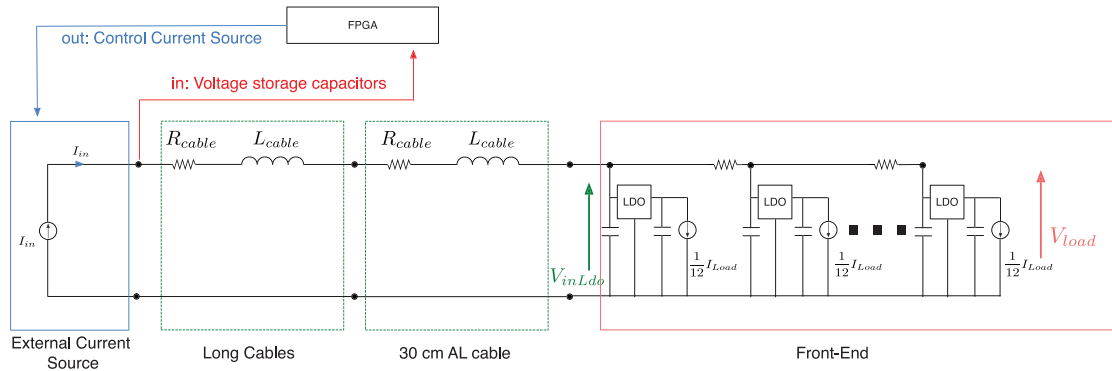 FPGA
out: Control Current Source
in: Voltage storage capacitors
R_cable L_cable R_cable L_cable
I_in
LDO LDO LDO
I_in
V_inLdo
V_load
1/12 I_Load 1/12 I_Load 1/12 I_Load
External Current
Source
Long Cables
30 cm AL cable
Front-End